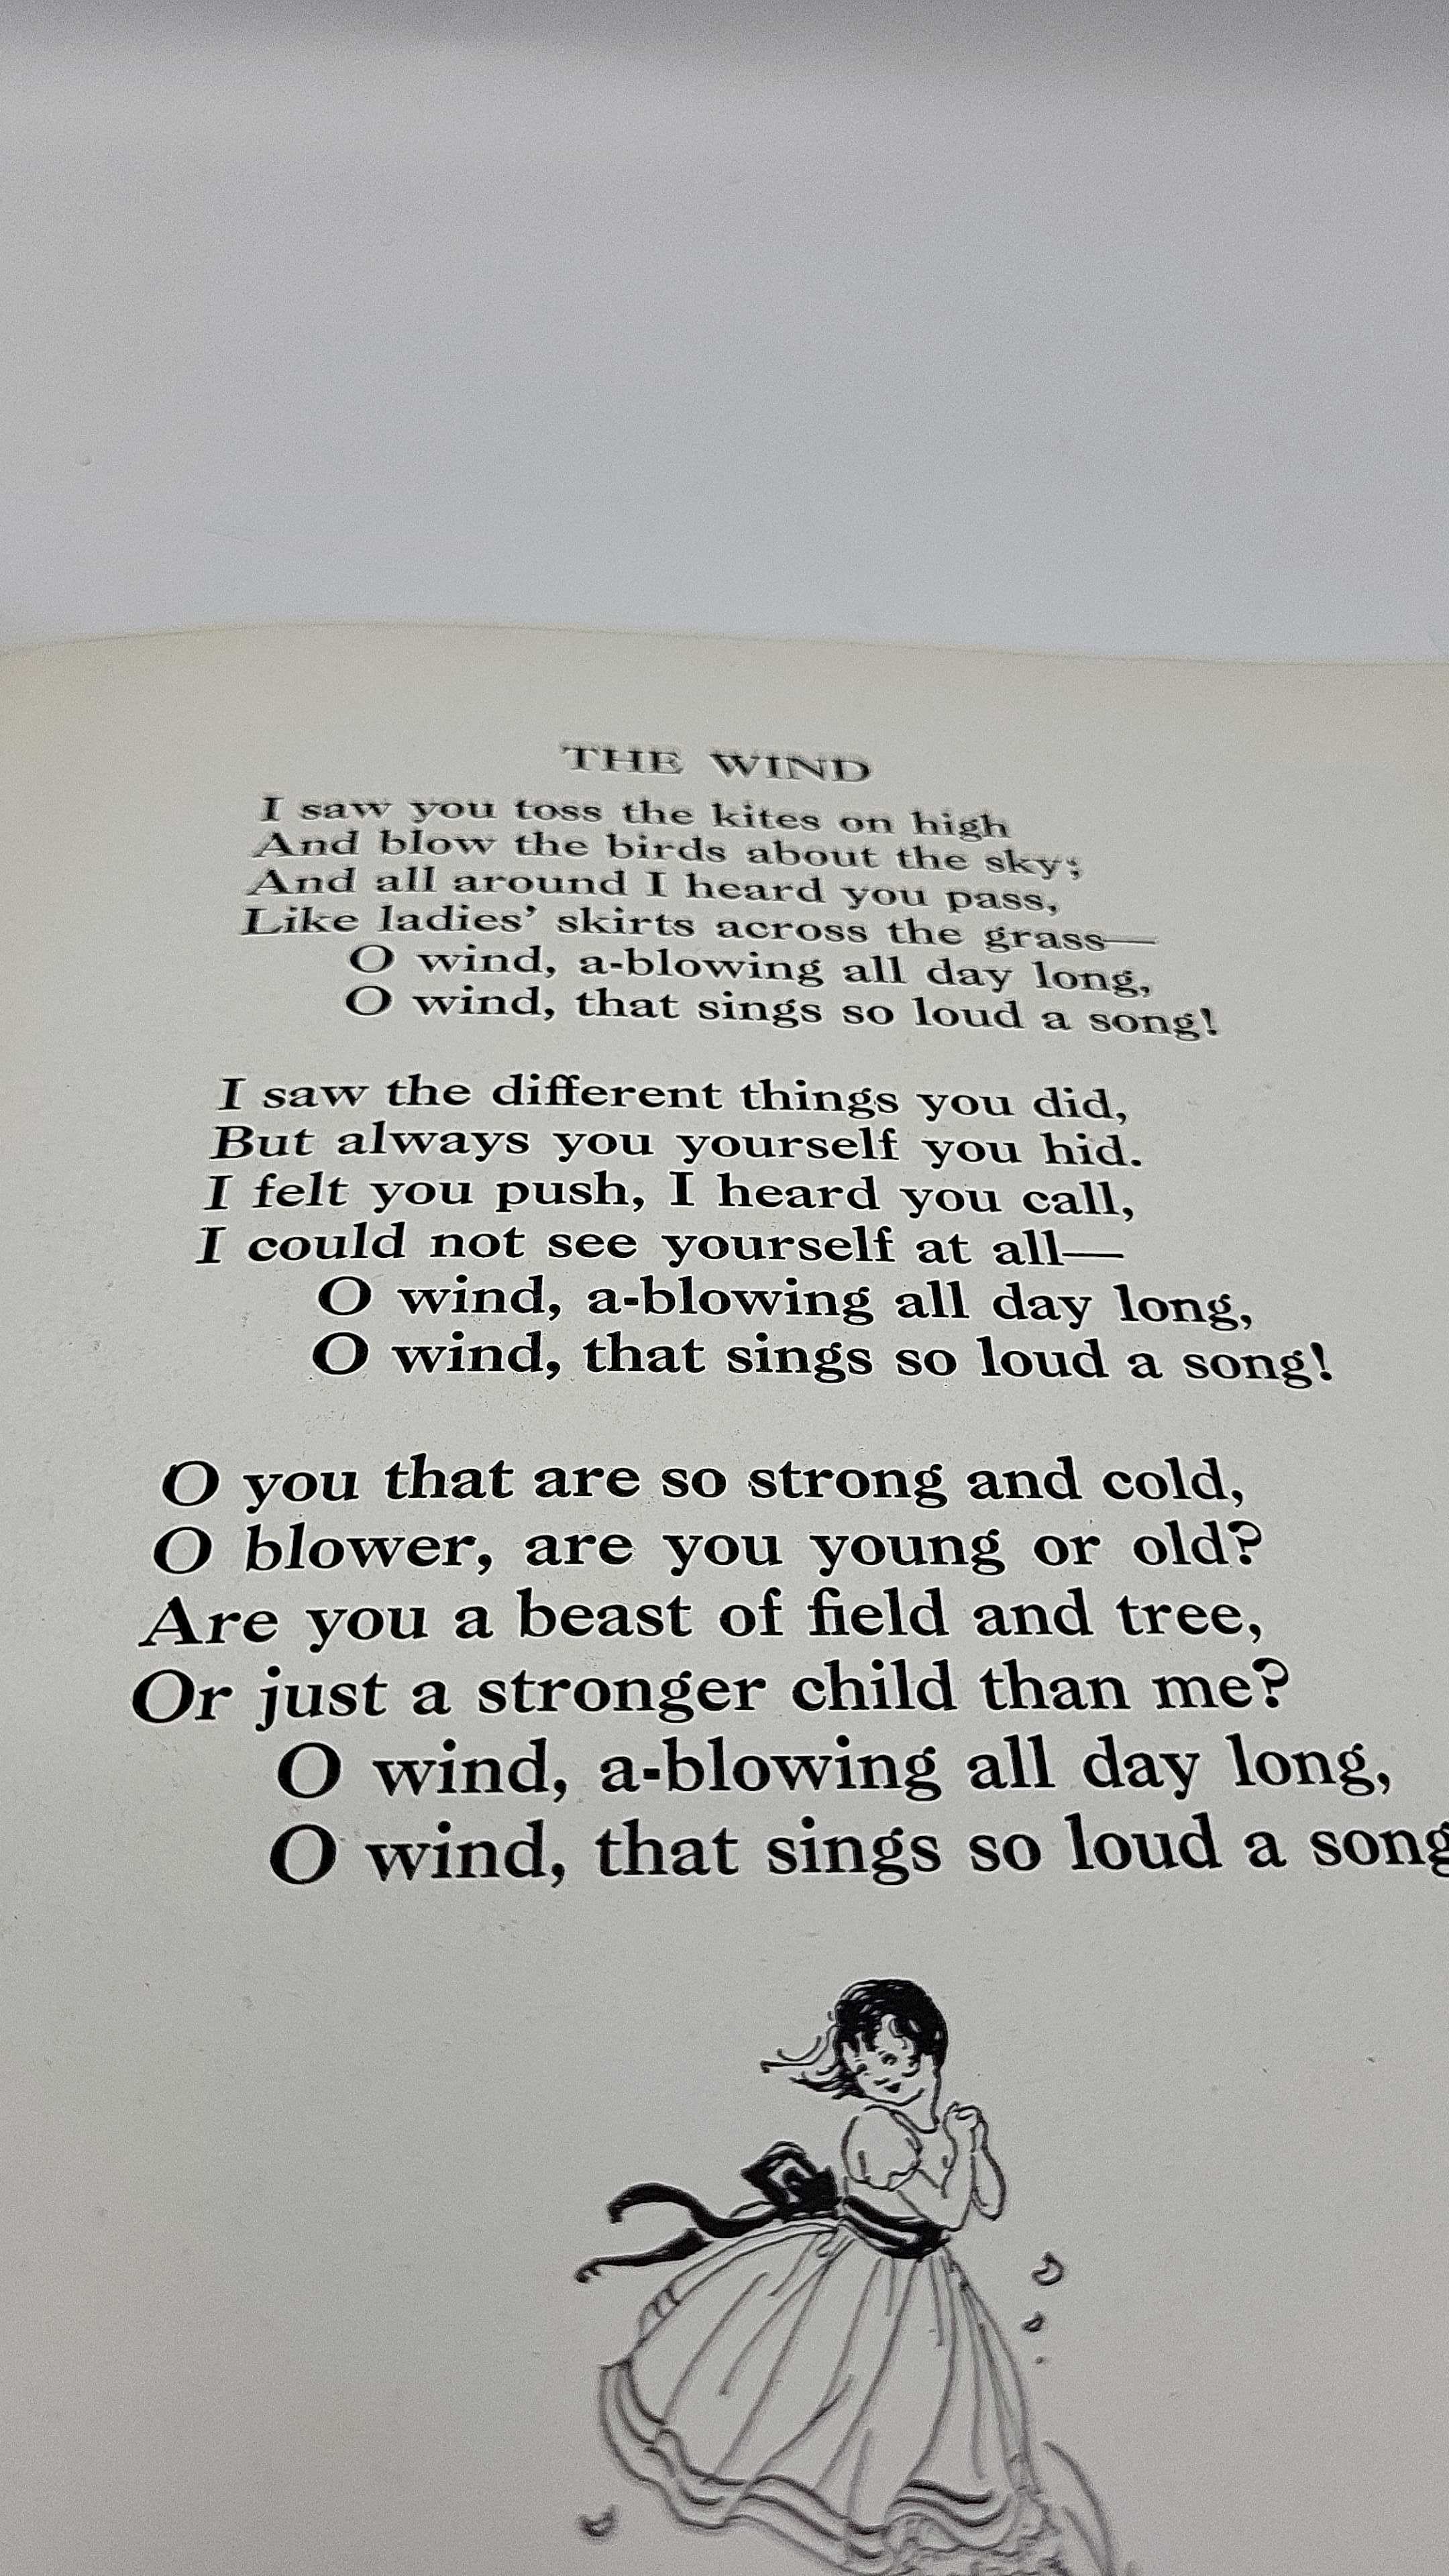 THE WIND
I saw you toss the kites on high
And blow the birds about the sky;
And all around I heard you pass,
Like ladies’ skirts across the grass—
O wind, a-blowing all day long,
O wind, that sings so loud a song!
I saw the different things you did,
But always you yourself you hid.
I felt you push, I heard you call,
I could not see yourself at all—
O wind, a-blowing all day long,
O wind, that sings so loud a song!
O you that are so strong and cold,
O blower, are you young or old?
Are you a beast of field and tree,
Or just a stronger child than me?
O wind, a-blowing all day long,
O wind, that sings so loud a song